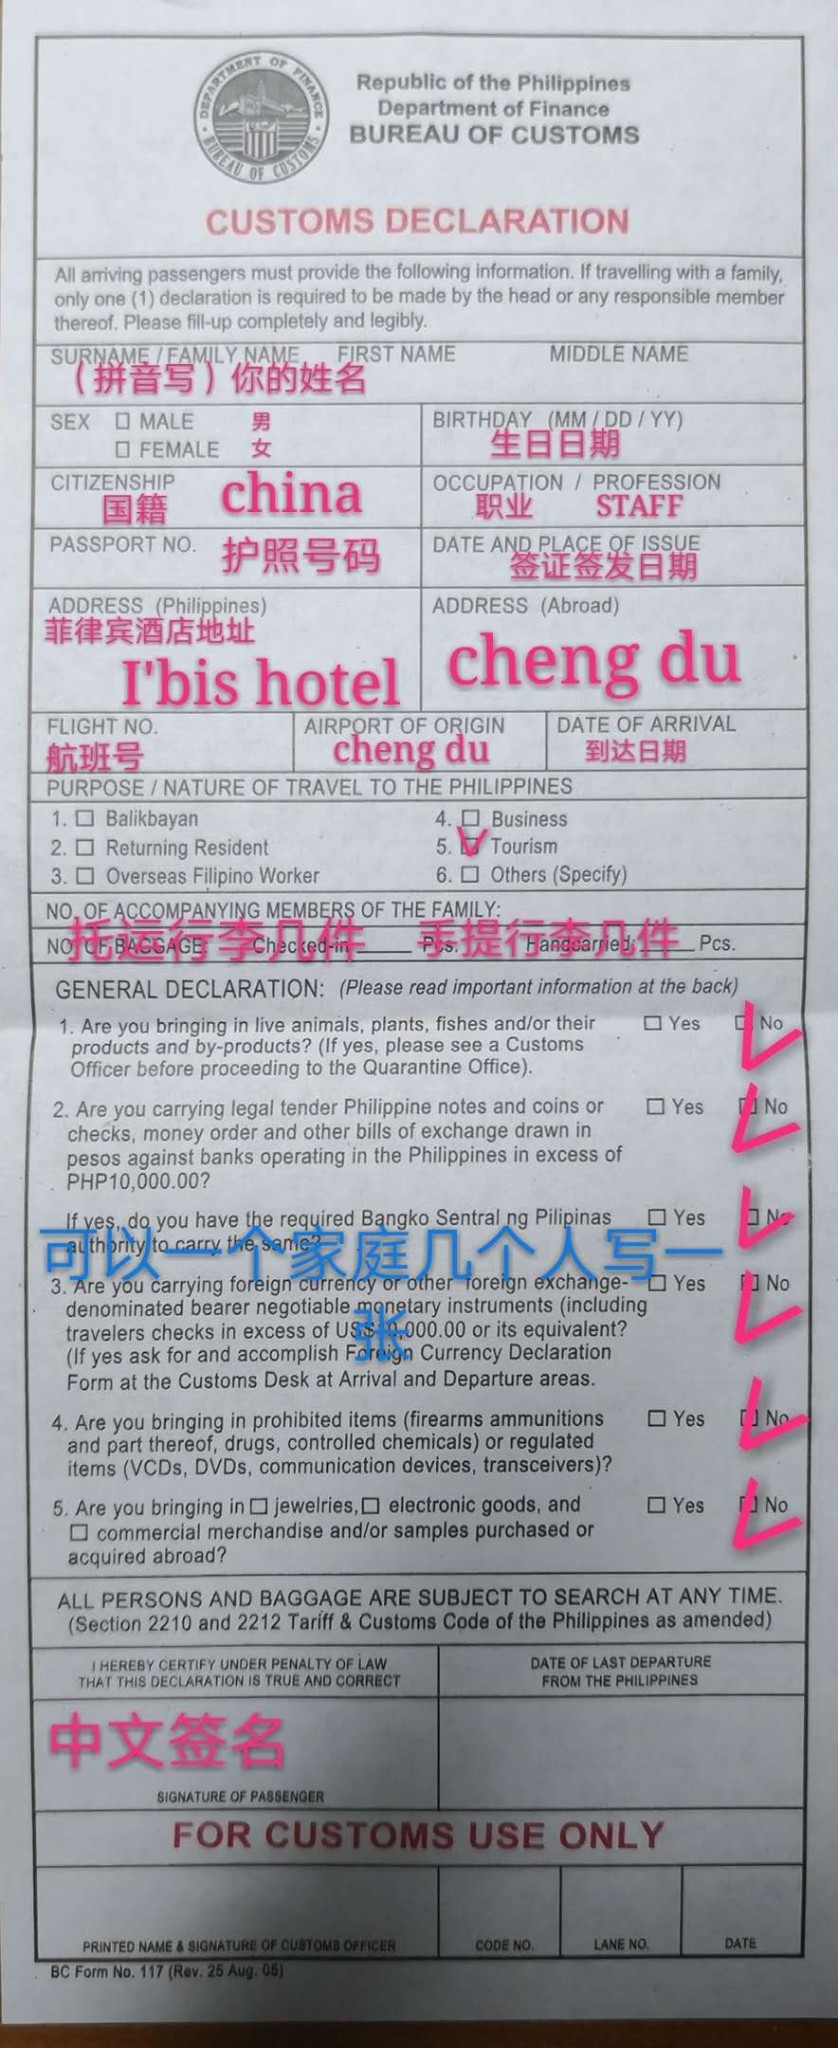 DEPARTMENT OF FINANCE
BUREAU OF CUSTOMS
Republic of the Philippines
Department of Finance
BUREAU OF CUSTOMS
CUSTOMS DECLARATION
All arriving passengers must provide the following information. If travelling with a family,
only one (1) declaration is required to be made by the head or any responsible member
thereof. Please fill-up completely and legibly.
SURNAME / FAMILY NAME FIRST NAME MIDDLE NAME
(拼音写) 你的姓名
SEX ☐ MALE 男
☐ FEMALE 女
BIRTHDAY (MM / DD / YY)
生日日期
CITIZENSHIP
国籍 china
OCCUPATION / PROFESSION
职业 STAFF
PASSPORT NO. 护照号码
DATE AND PLACE OF ISSUE
签证签发日期
ADDRESS (Philippines)
菲律宾酒店地址
I'bis hotel
ADDRESS (Abroad)
cheng du
FLIGHT NO.
航班号
AIRPORT OF ORIGIN
cheng du
DATE OF ARRIVAL
到达日期
PURPOSE / NATURE OF TRAVEL TO THE PHILIPPINES
1. ☐ Balikbayan
2. ☐ Returning Resident
3. ☐ Overseas Filipino Worker
4. ☐ Business
5. ☐ Tourism
6. ☐ Others (Specify)
NO. OF ACCOMPANYING MEMBERS OF THE FAMILY:
托运行李几件 手提行李几件
NO. OF BAGGAGE: Checked-in ____ Pcs. Handcarried: ____ Pcs.
GENERAL DECLARATION: (Please read important information at the back)
1. Are you bringing in live animals, plants, fishes and/or their ☐ Yes ☐ No
products and by-products? (If yes, please see a Customs
Officer before proceeding to the Quarantine Office).
2. Are you carrying legal tender Philippine notes and coins or ☐ Yes ☐ No
checks, money order and other bills of exchange drawn in
pesos against banks operating in the Philippines in excess of
PHP10,000.00?
If yes, do you have the required Bangko Sentral ng Pilipinas ☐ Yes ☐ No
authority to carry the same?
可以一个家庭几个人写一
张
3. Are you carrying foreign currency or other foreign exchange- ☐ Yes ☐ No
denominated bearer negotiable monetary instruments (including
travelers checks in excess of US$10,000.00 or its equivalent?
(If yes ask for and accomplish Foreign Currency Declaration
Form at the Customs Desk at Arrival and Departure areas.
4. Are you bringing in prohibited items (firearms ammunitions ☐ Yes ☐ No
and part thereof, drugs, controlled chemicals) or regulated
items (VCDs, DVDs, communication devices, transceivers)?
5. Are you bringing in ☐ jewelries, ☐ electronic goods, and ☐ Yes ☐ No
☐ commercial merchandise and/or samples purchased or
acquired abroad?
ALL PERSONS AND BAGGAGE ARE SUBJECT TO SEARCH AT ANY TIME.
(Section 2210 and 2212 Tariff & Customs Code of the Philippines as amended)
I HEREBY CERTIFY UNDER PENALTY OF LAW
THAT THIS DECLARATION IS TRUE AND CORRECT
DATE OF LAST DEPARTURE
FROM THE PHILIPPINES
中文签名
SIGNATURE OF PASSENGER
FOR CUSTOMS USE ONLY
PRINTED NAME & SIGNATURE OF CUSTOMS OFFICER CODE NO. LANE NO. DATE
BC Form No. 117 (Rev. 25 Aug. 05)